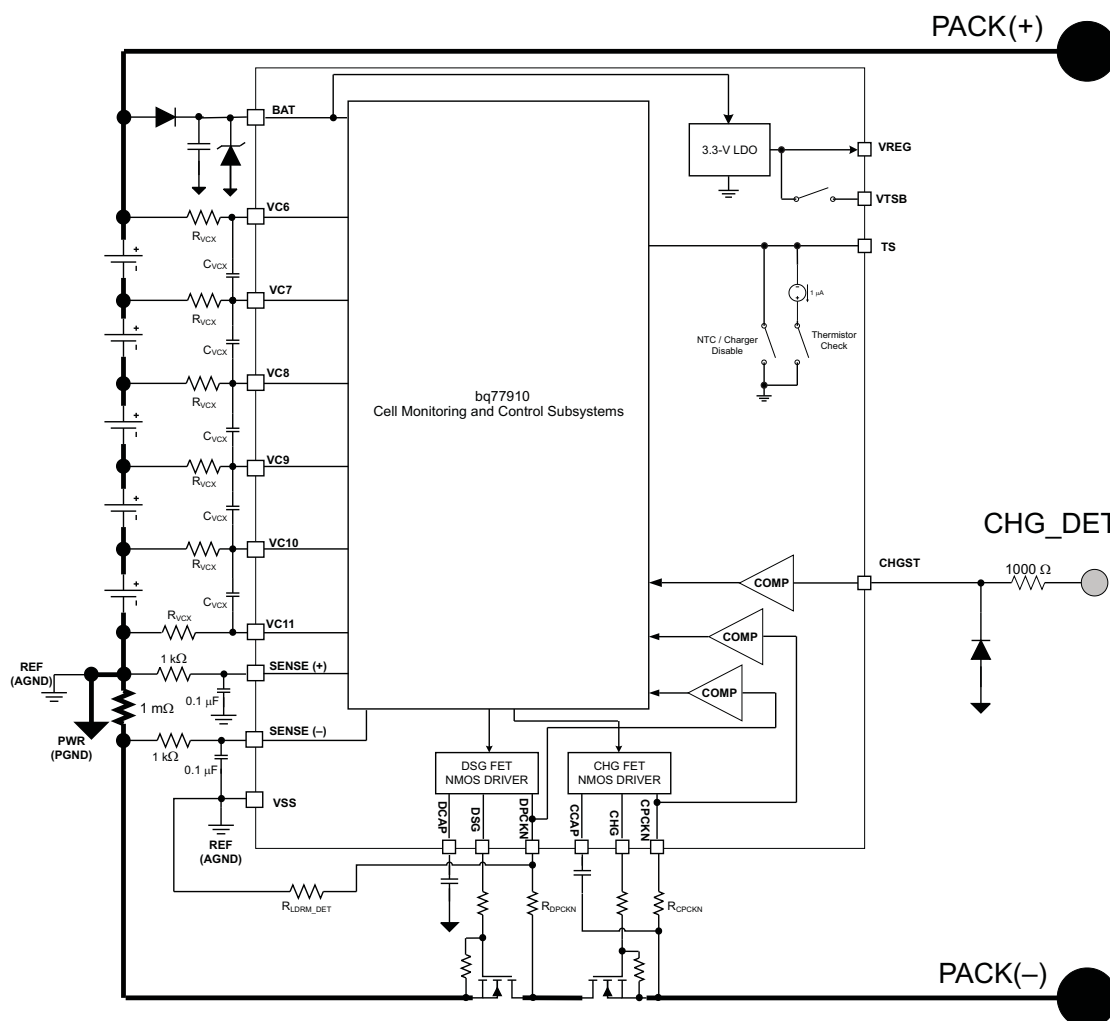 PACK(+)
BAT
3.3-V LDO
VREG
VTSB
VC6
RVCX
TS
CVCX
1 µA
VC7
RVCX
NTC / Charger
Disable
Thermistor
Check
CVCX
VC8
RVCX
bq77910
Cell Monitoring and Control Subsystems
CVCX
VC9
RVCX
CVCX
CHG_DET
VC10
RVCX
CHGST
1000 Ω
COMP
CVCX
RVCX
VC11
COMP
REF
(AGND)
1 kΩ
SENSE (+)
0.1 µF
COMP
1 mΩ
PWR
(PGND)
1 kΩ
SENSE (–)
0.1 µF
DSG FET
NMOS DRIVER
CHG FET
NMOS DRIVER
VSS
REF
(AGND)
DCAP
DSG
DPCKN
CCAP
CHG
CPCKN
RLDRM_DET
RDPCKN
RCPCKN
PACK(–)
+
I
+
I
+
I
+
I
+
I